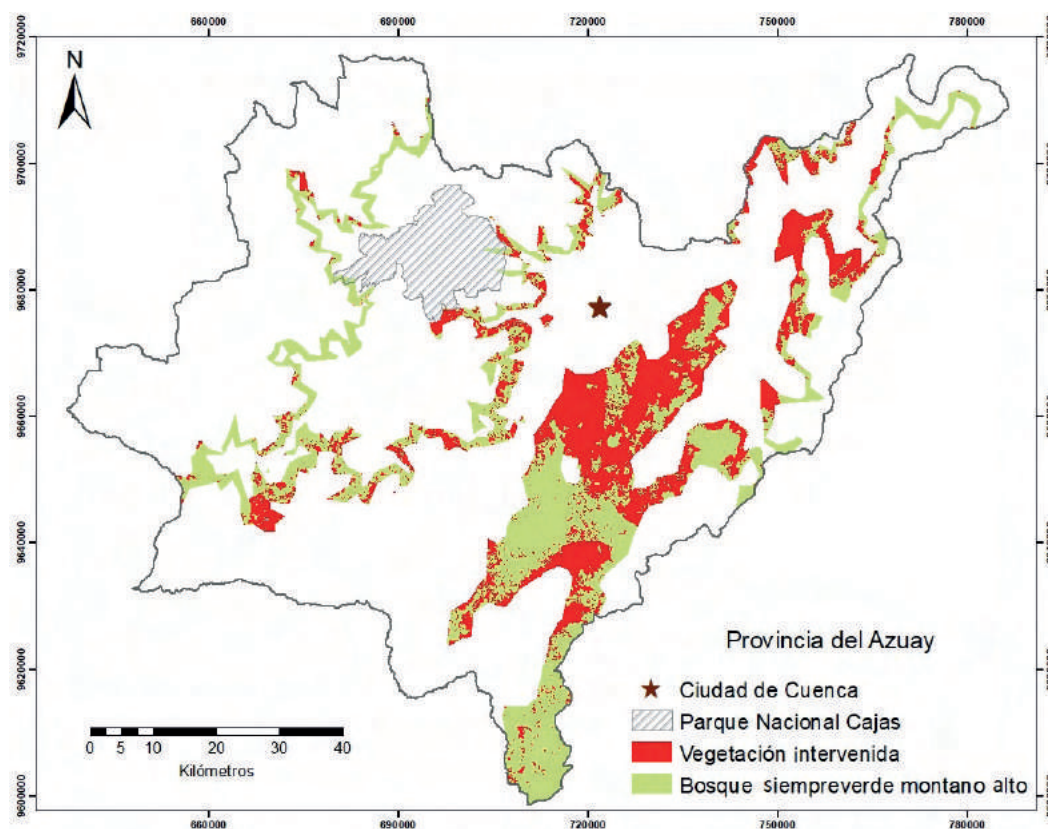 660000 690000 720000 750000 780000
9720000 9720000
N
9700000
9680000
9660000
9640000
9620000
9600000
Provincia del Azuay
Ciudad de Cuenca
Parque Nacional Cajas
Vegetación intervenida
Bosque siempreverde montano alto
0 5 10 20 30 40
Kilómetros
660000 690000 720000 750000 780000